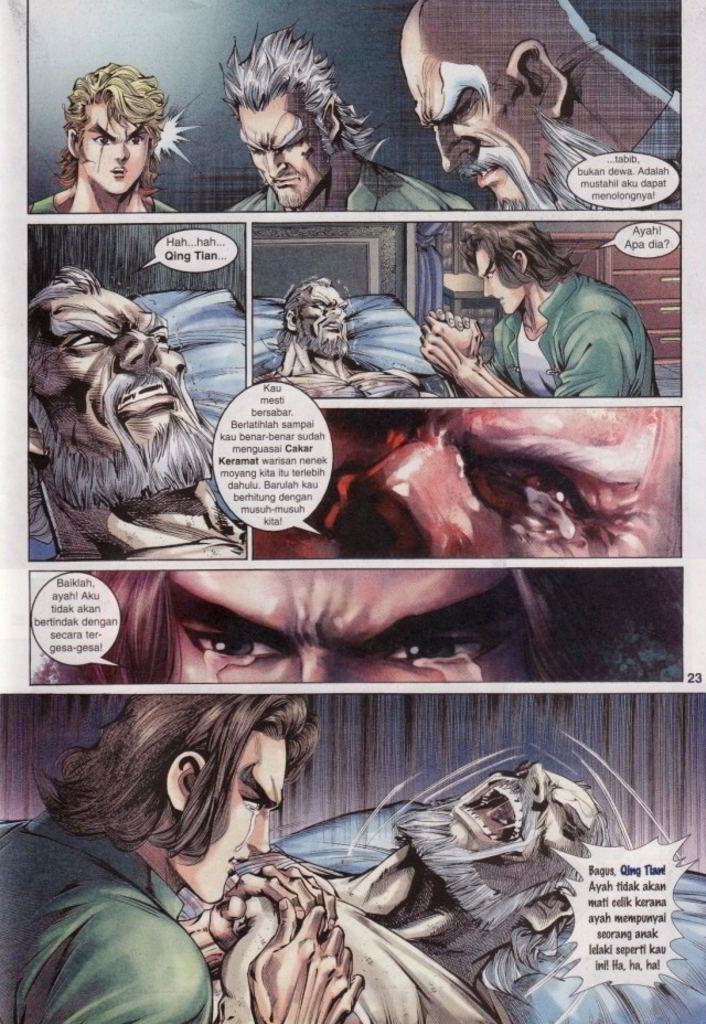 ...tabib,
bukan dewa. Adalah
mustahil aku dapat
menolongnya!
Hah...hah...
Qing Tian...
Ayah!
Apa dia?
Kau
mesti
bersabar.
Berlatihlah sampai
kau benar-benar sudah
menguasai Cakar
Keramat warisan nenek
moyang kita itu terlebih
dahulu. Barulah kau
berhitung dengan
musuh-musuh
kita!
Baiklah,
ayah! Aku
tidak akan
bertindak dengan
secara ter-
gesa-gesa!
23
Bagus, Qing Tian!
Ayah tidak akan
mati celik kerana
ayah mempunyai
seorang anak
lelaki seperti kau
ini! Ha, ha, ha!